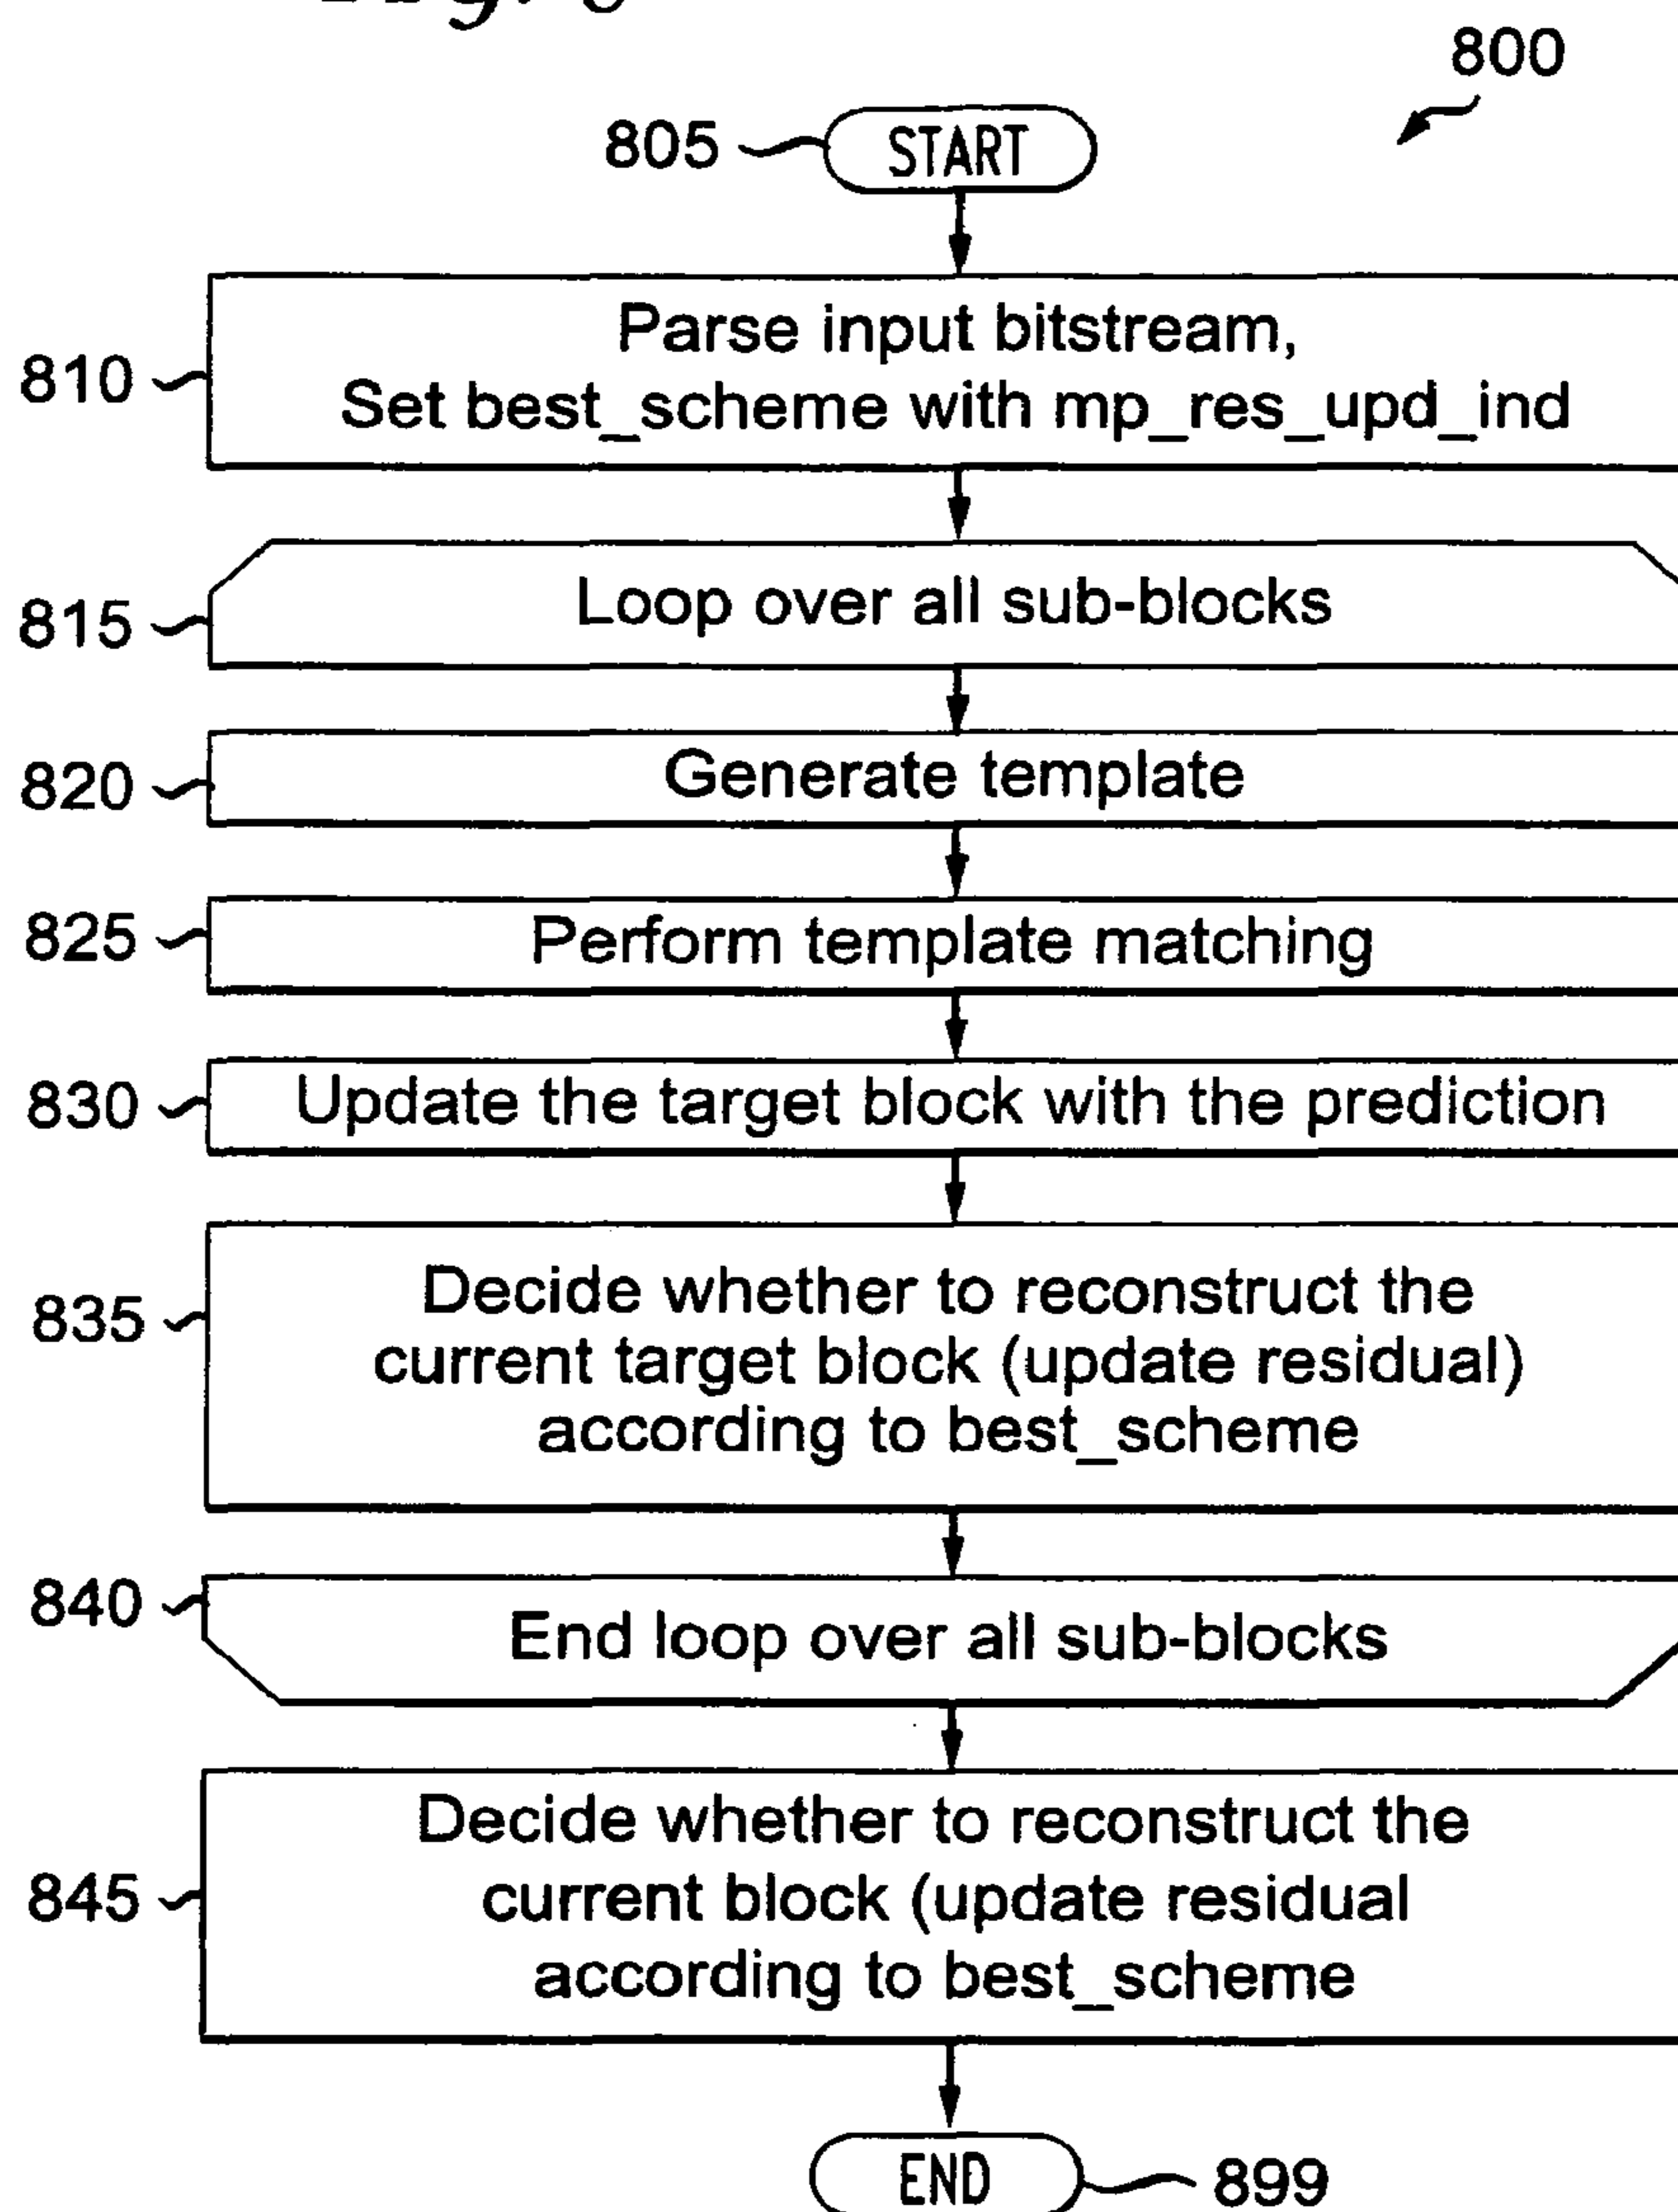 800
805 START
Parse input bitstream,
810 Set best_scheme with mp_res_upd_ind
815 Loop over all sub-blocks
820 Generate template
825 Perform template matching
830 Update the target block with the prediction
Decide whether to reconstruct the
835 current target block (update residual)
according to best_scheme
840 End loop over all sub-blocks
Decide whether to reconstruct the
845 current block (update residual
according to best_scheme
END 899